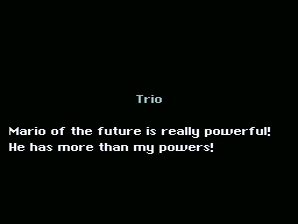 Trio
Mario of the future is really powerful!
He has more than my powers!